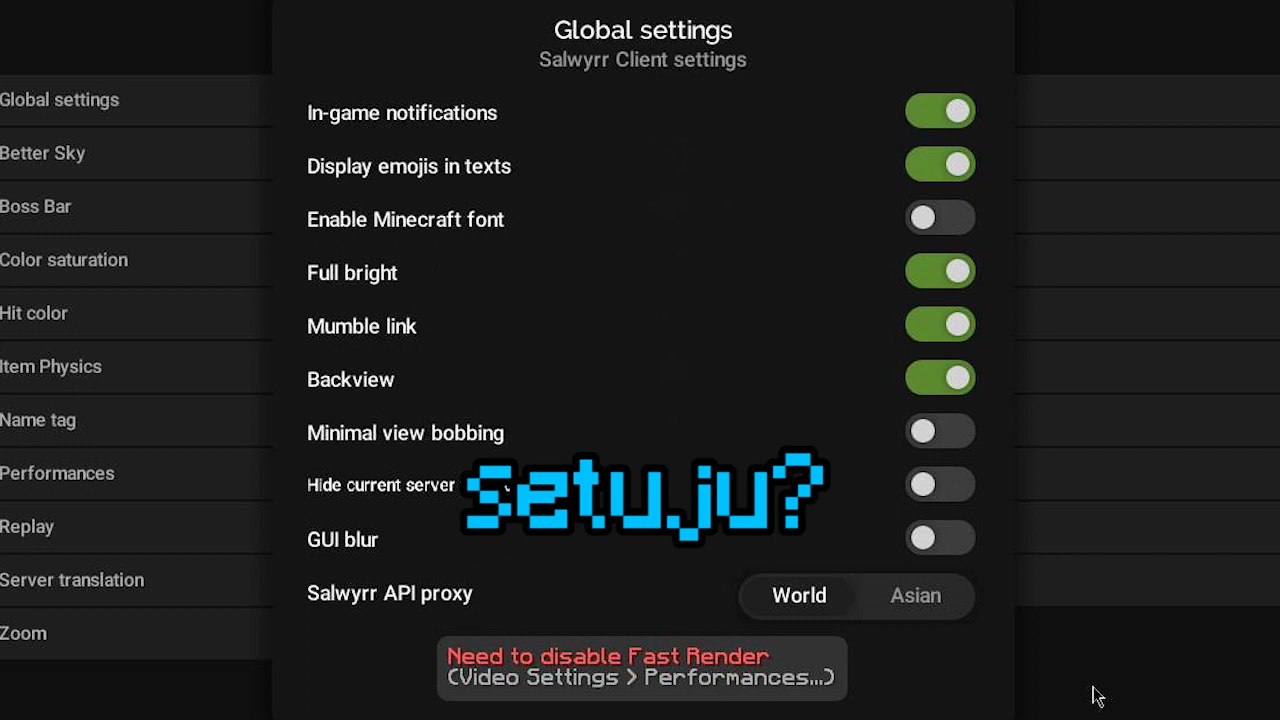 Global settings
Salwyrr Client settings
Global settings
Better Sky
Boss Bar
Color saturation
Hit color
Item Physics
Name tag
Performances
Replay
Server translation
Zoom
In-game notifications
Display emojis in texts
Enable Minecraft font
Full bright
Mumble link
Backview
Minimal view bobbing
Hide current server
setuju?
GUI blur
Salwyrr API proxy
World Asian
Need to disable Fast Render
(Video Settings > Performances...)